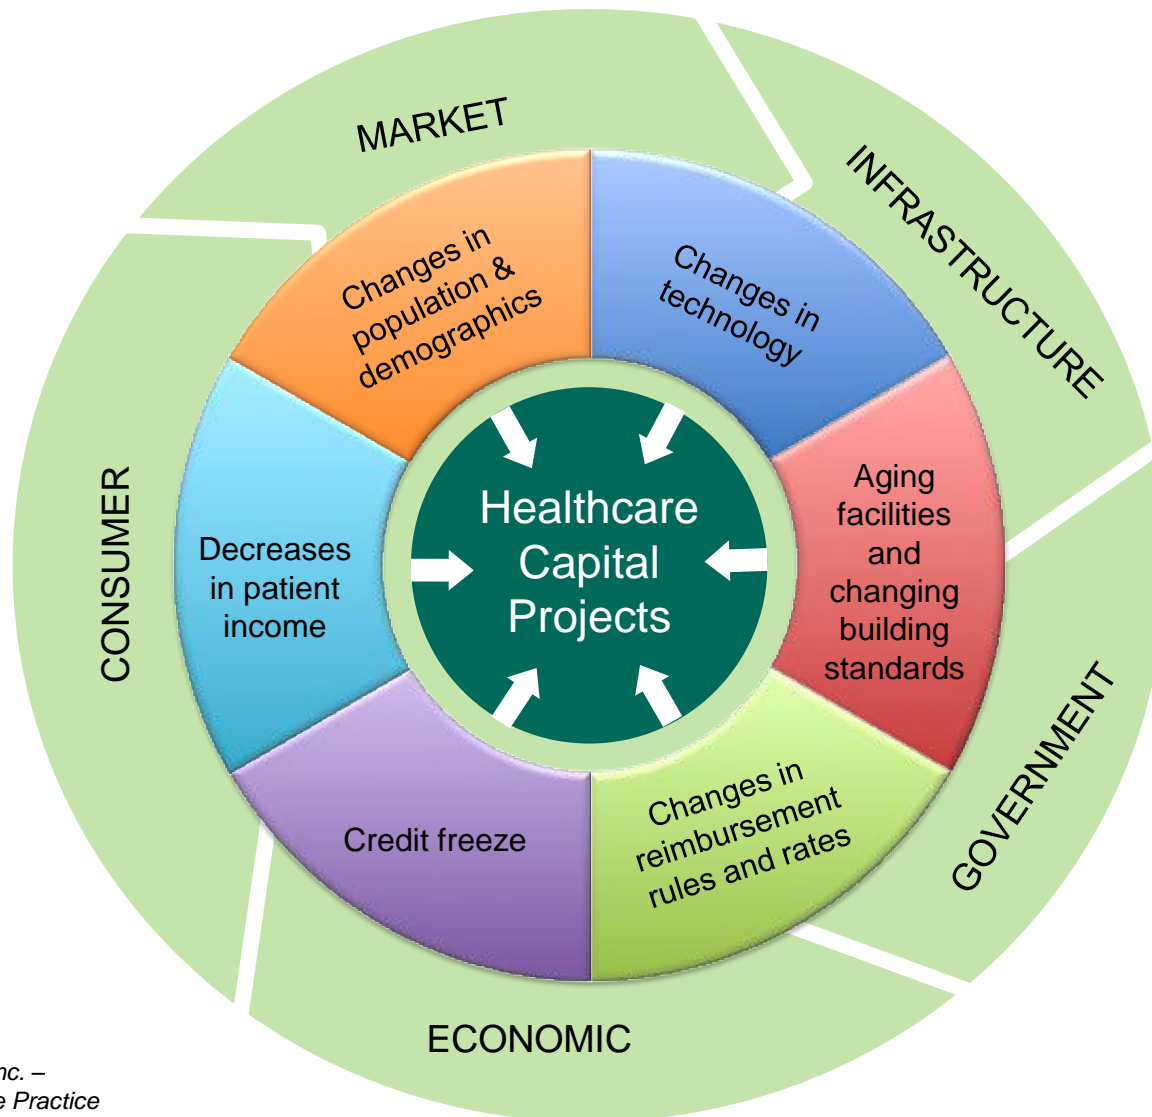 MARKET
INFRASTRUCTURE
Changes in
population &
demographics
Changes in
technology
CONSUMER
Decreases
in patient
income
Healthcare
Capital
Projects
Aging
facilities
and
changing
building
standards
GOVERNMENT
Credit freeze
Changes in
reimbursement
rules and rates
ECONOMIC
nc. –
e Practice